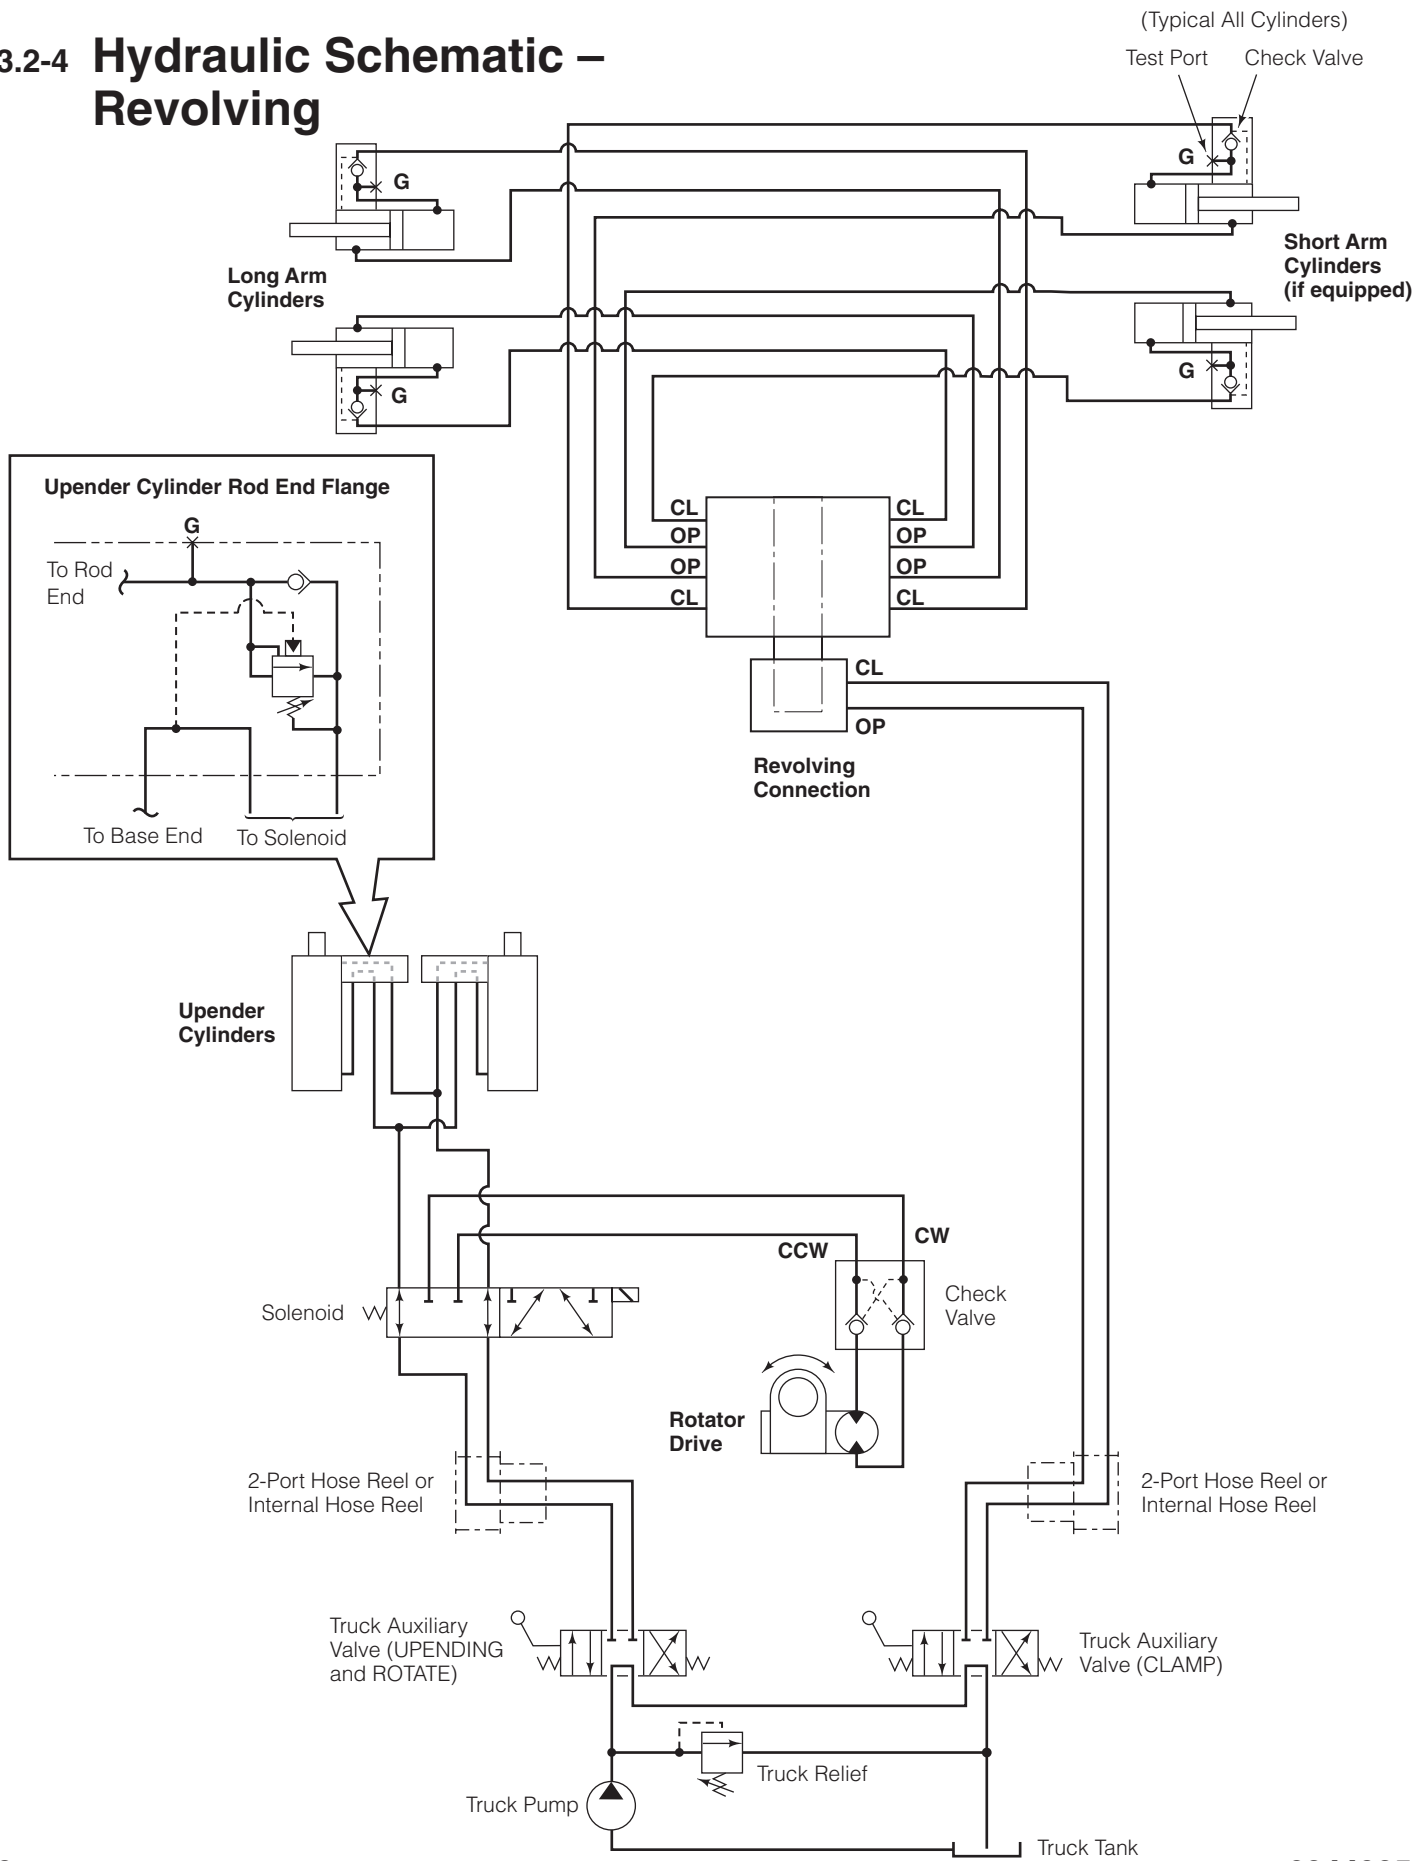 3.2-4 Hydraulic Schematic –
Revolving
(Typical All Cylinders)
Test Port
Check Valve
G
G
Long Arm
Cylinders
Short Arm
Cylinders
(if equipped)
G
G
Upender Cylinder Rod End Flange
G
To Rod
End
To Base End
To Solenoid
CL
OP
OP
CL
CL
OP
OP
CL
CL
OP
Revolving
Connection
Upender
Cylinders
CCW
CW
Solenoid
Check
Valve
Rotator
Drive
2-Port Hose Reel or
Internal Hose Reel
2-Port Hose Reel or
Internal Hose Reel
Truck Auxiliary
Valve (UPENDING
and ROTATE)
Truck Auxiliary
Valve (CLAMP)
Truck Relief
Truck Pump
Truck Tank